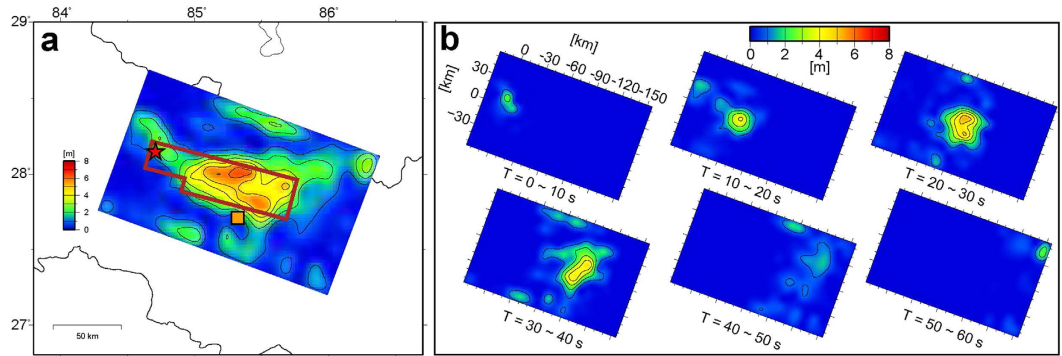 84° 85° 86°
29°
28°
27°
a
[m]
8
6
4
2
0
50 km
b
0 2 4 8
[m]
[km]
0 -30 -60 -90 -120 -150
[km]
30
0
-30
T = 0 ~ 10 s
T = 10 ~ 20 s
T = 20 ~ 30 s
T = 30 ~ 40 s
T = 40 ~ 50 s
T = 50 ~ 60 s